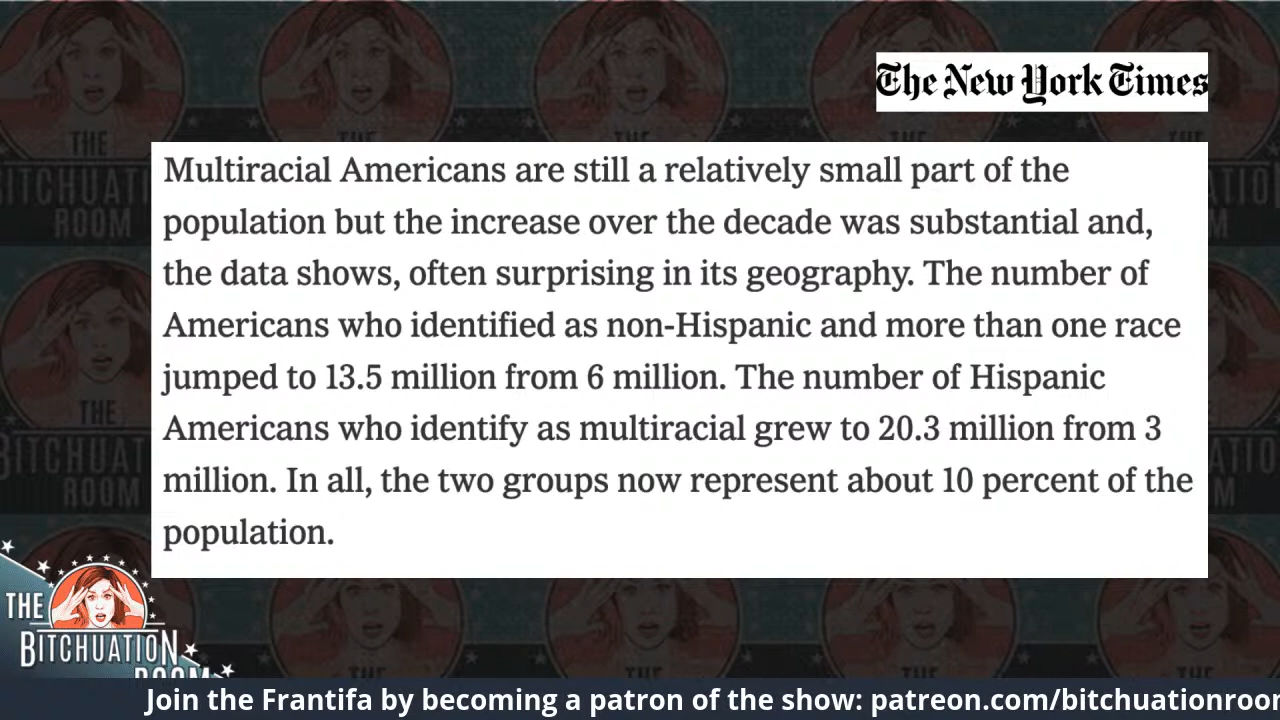 The New York Times
Multiracial Americans are still a relatively small part of the
population but the increase over the decade was substantial and,
the data shows, often surprising in its geography. The number of
Americans who identified as non-Hispanic and more than one race
jumped to 13.5 million from 6 million. The number of Hispanic
Americans who identify as multiracial grew to 20.3 million from 3
million. In all, the two groups now represent about 10 percent of the
population.
THE
BITCHUATION
ROOM
Join the Frantifa by becoming a patron of the show: patreon.com/bitchuationroom